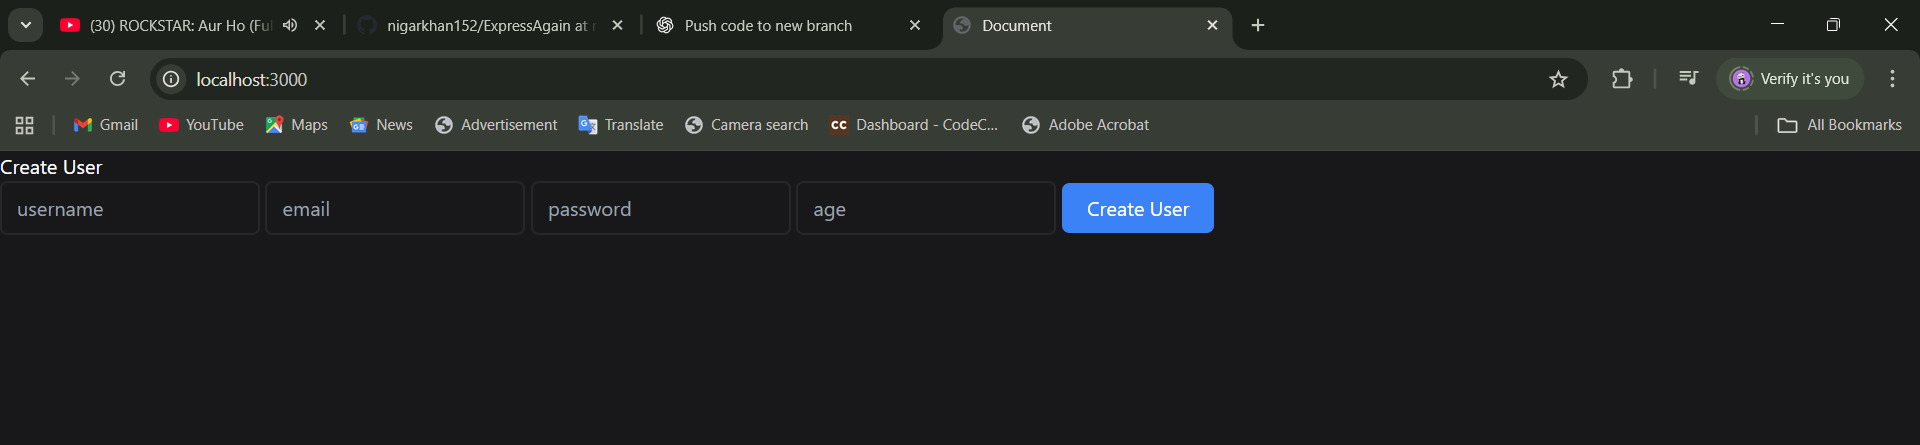 (30) ROCKSTAR: Aur Ho (Ful
nigarkhan152/ExpressAgain at
Push code to new branch
Document
localhost:3000
Verify it's you
Gmail
YouTube
Maps
News
Advertisement
Translate
Camera search
CC Dashboard - CodeC...
Adobe Acrobat
All Bookmarks
Create User
username
email
password
age
Create User